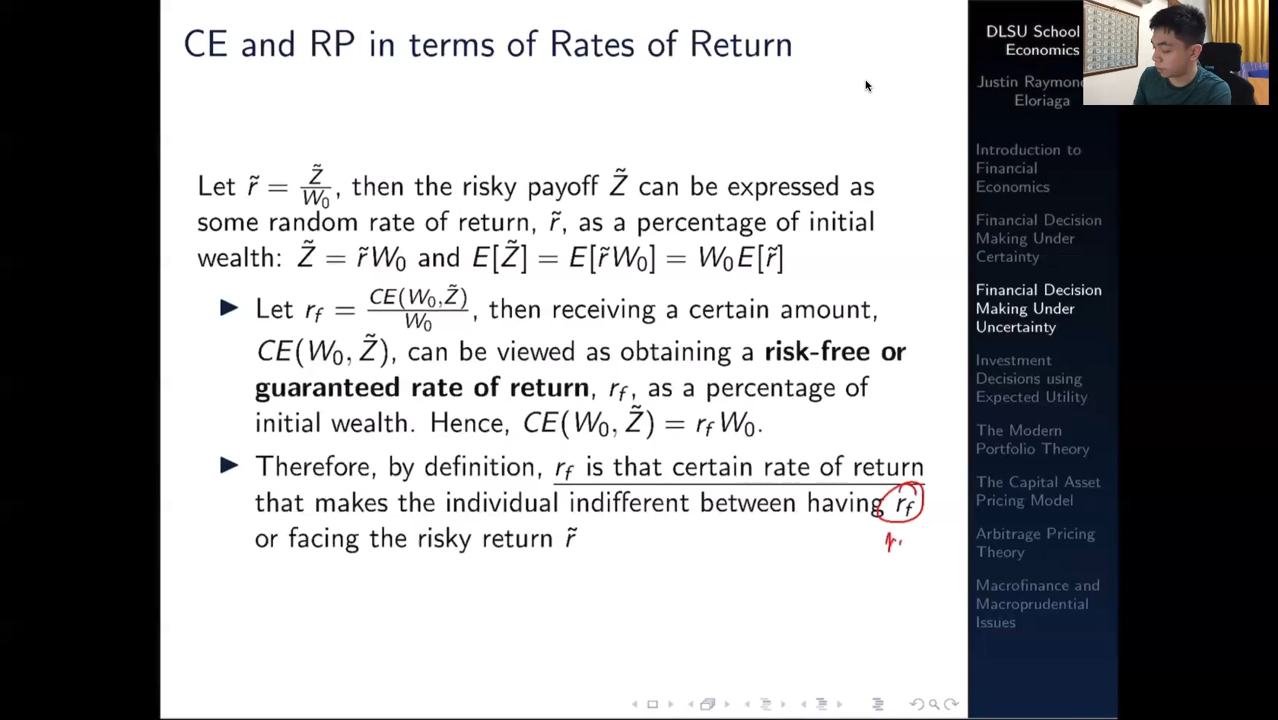 CE and RP in terms of Rates of Return
Let r̃ = Z̃/W₀, then the risky payoff Z̃ can be expressed as
some random rate of return, r̃, as a percentage of initial
wealth: Z̃ = r̃W₀ and E[Z̃] = E[r̃W₀] = W₀E[r̃]
▶ Let r_f = CE(W₀,Z̃)/W₀, then receiving a certain amount,
CE(W₀, Z̃), can be viewed as obtaining a risk-free or
guaranteed rate of return, r_f, as a percentage of
initial wealth. Hence, CE(W₀, Z̃) = r_f W₀.
▶ Therefore, by definition, r_f is that certain rate of return
that makes the individual indifferent between having r_f
or facing the risky return r̃
DLSU School
Economics
Justin Raymon
Eloriaga
Introduction to
Financial
Economics
Financial Decision
Making Under
Certainty
Financial Decision
Making Under
Uncertainty
Investment
Decisions using
Expected Utility
The Modern
Portfolio Theory
The Capital Asset
Pricing Model
Arbitrage Pricing
Theory
Macrofinance and
Macroprudential
Issues